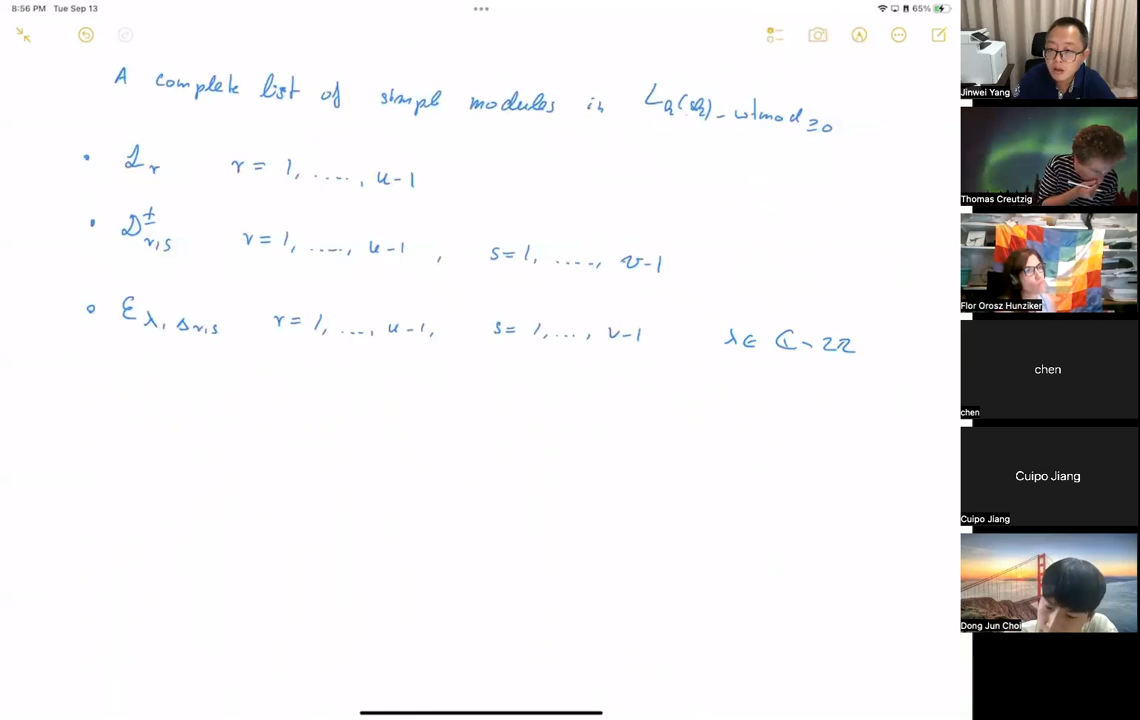 8:56 PM Tue Sep 13
65%
A complete list of simpl modules in L_k(sl_2)-wtmod_≥0
• L_r r = 1, ...., u-1
• D^±_{r,s} r = 1, ...., u-1, s = 1, ...., v-1
• E_{λ, Δ_{r,s}} r = 1, ..., u-1, s = 1, ..., v-1 λ ∈ ℂ \ 2ℤ
Jinwei Yang
Thomas Creutzig
Flor Orosz Hunziker
chen
chen
Cuipo Jiang
Cuipo Jiang
Dong Jun Choi